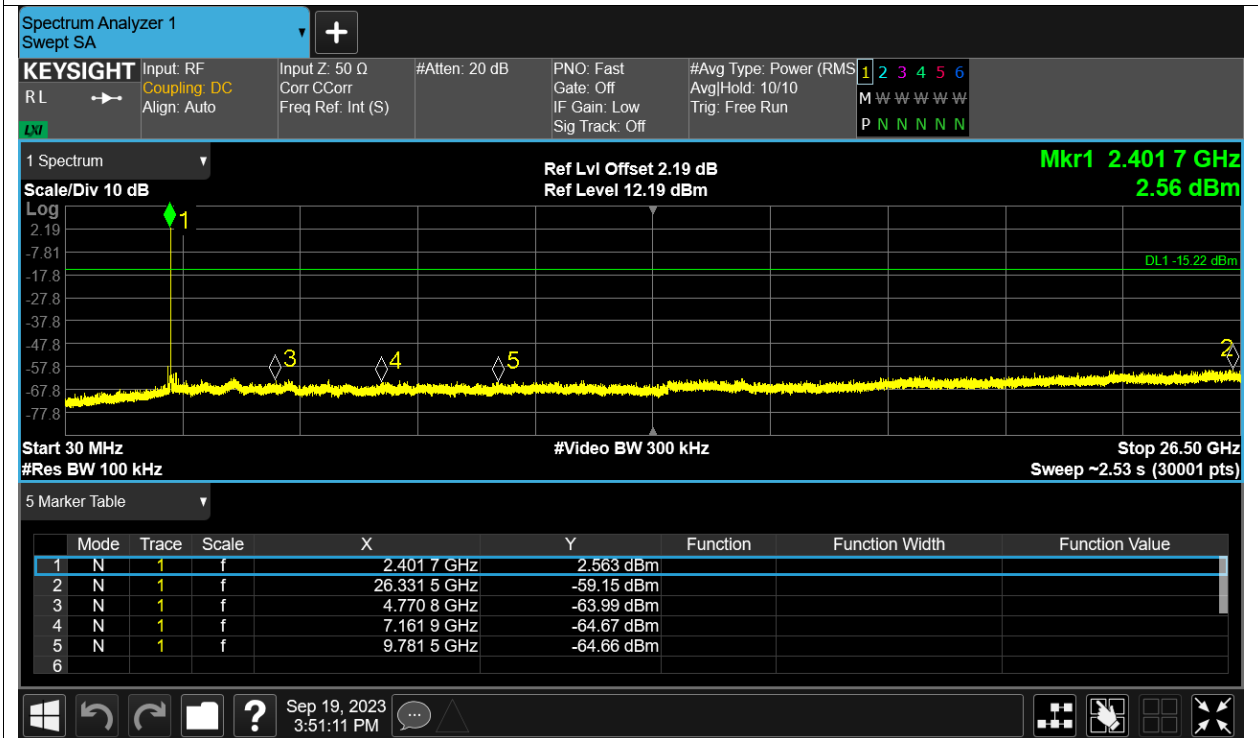 Spectrum Analyzer 1
Swept SA
KEYSIGHT
R L
LXI
Input: RF
Coupling: DC
Align: Auto
Input Z: 50 Ω
Corr CCorr
Freq Ref: Int (S)
#Atten: 20 dB
PNO: Fast
Gate: Off
IF Gain: Low
Sig Track: Off
#Avg Type: Power (RMS
Avg|Hold: 10/10
Trig: Free Run
1 2 3 4 5 6
M W W W W W
P N N N N N
1 Spectrum
Scale/Div 10 dB
Ref Lvl Offset 2.19 dB
Ref Level 12.19 dBm
Mkr1 2.401 7 GHz
2.56 dBm
Log
2.19
-7.81
-17.8
-27.8
-37.8
-47.8
-57.8
-67.8
-77.8
1
DL1 -15.22 dBm
3
4
5
2
Start 30 MHz
#Video BW 300 kHz
Stop 26.50 GHz
#Res BW 100 kHz
Sweep ~2.53 s (30001 pts)
5 Marker Table
Mode Trace Scale X Y Function Function Width Function Value
1 N 1 f 2.401 7 GHz 2.563 dBm
2 N 1 f 26.331 5 GHz -59.15 dBm
3 N 1 f 4.770 8 GHz -63.99 dBm
4 N 1 f 7.161 9 GHz -64.67 dBm
5 N 1 f 9.781 5 GHz -64.66 dBm
6
?
Sep 19, 2023
3:51:11 PM